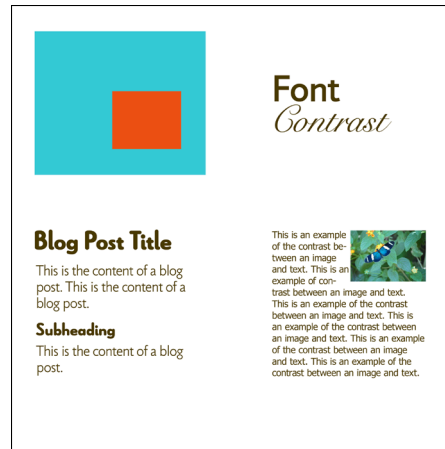 Font
Contrast
Blog Post Title
This is the content of a blog
post. This is the content of a
blog post.
Subheading
This is the content of a blog
post.
This is an example
of the contrast be-
tween an image
and text. This is an
example of con-
trast between an image and text.
This is an example of the contrast
between an image and text. This is
an example of the contrast between
an image and text. This is an example
of the contrast between an image
and text. This is an example of the
contrast between an image and text.